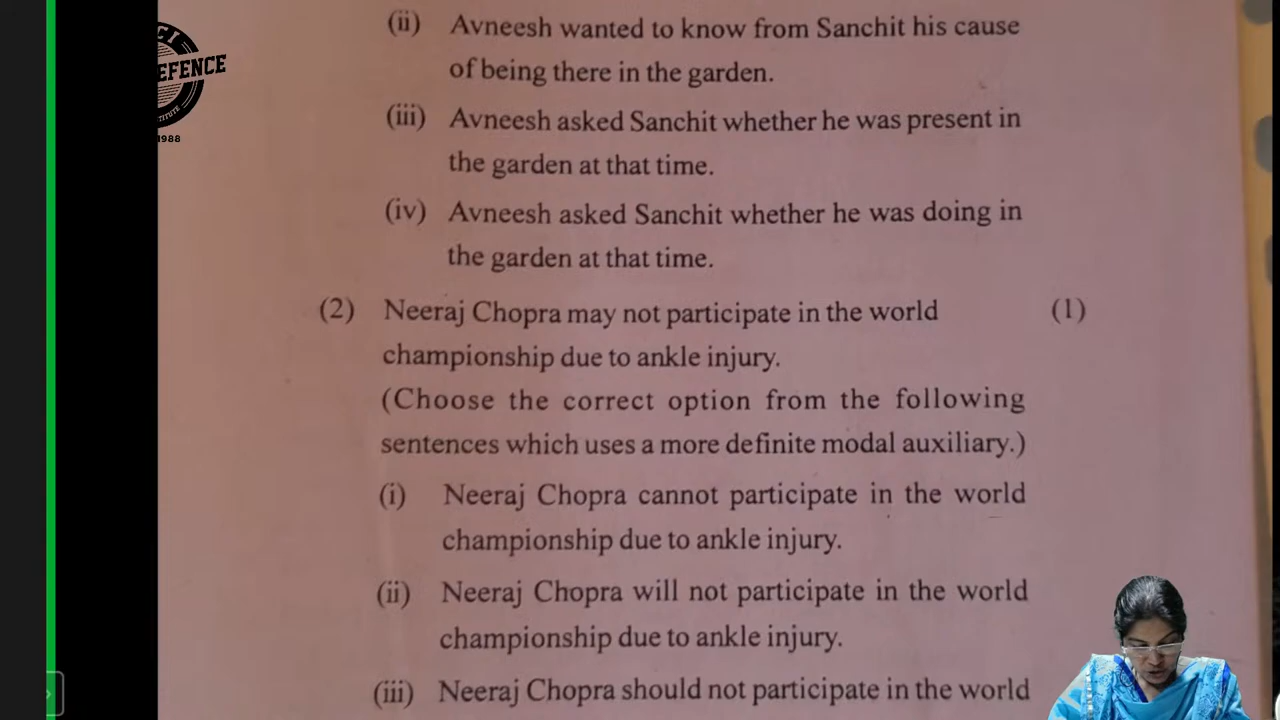 CI
EFENCE
TITUTE
1988
(ii) Avneesh wanted to know from Sanchit his cause
of being there in the garden.
(iii) Avneesh asked Sanchit whether he was present in
the garden at that time.
(iv) Avneesh asked Sanchit whether he was doing in
the garden at that time.
(2) Neeraj Chopra may not participate in the world (1)
championship due to ankle injury.
(Choose the correct option from the following
sentences which uses a more definite modal auxiliary.)
(i) Neeraj Chopra cannot participate in the world
championship due to ankle injury.
(ii) Neeraj Chopra will not participate in the world
championship due to ankle injury.
(iii) Neeraj Chopra should not participate in the world